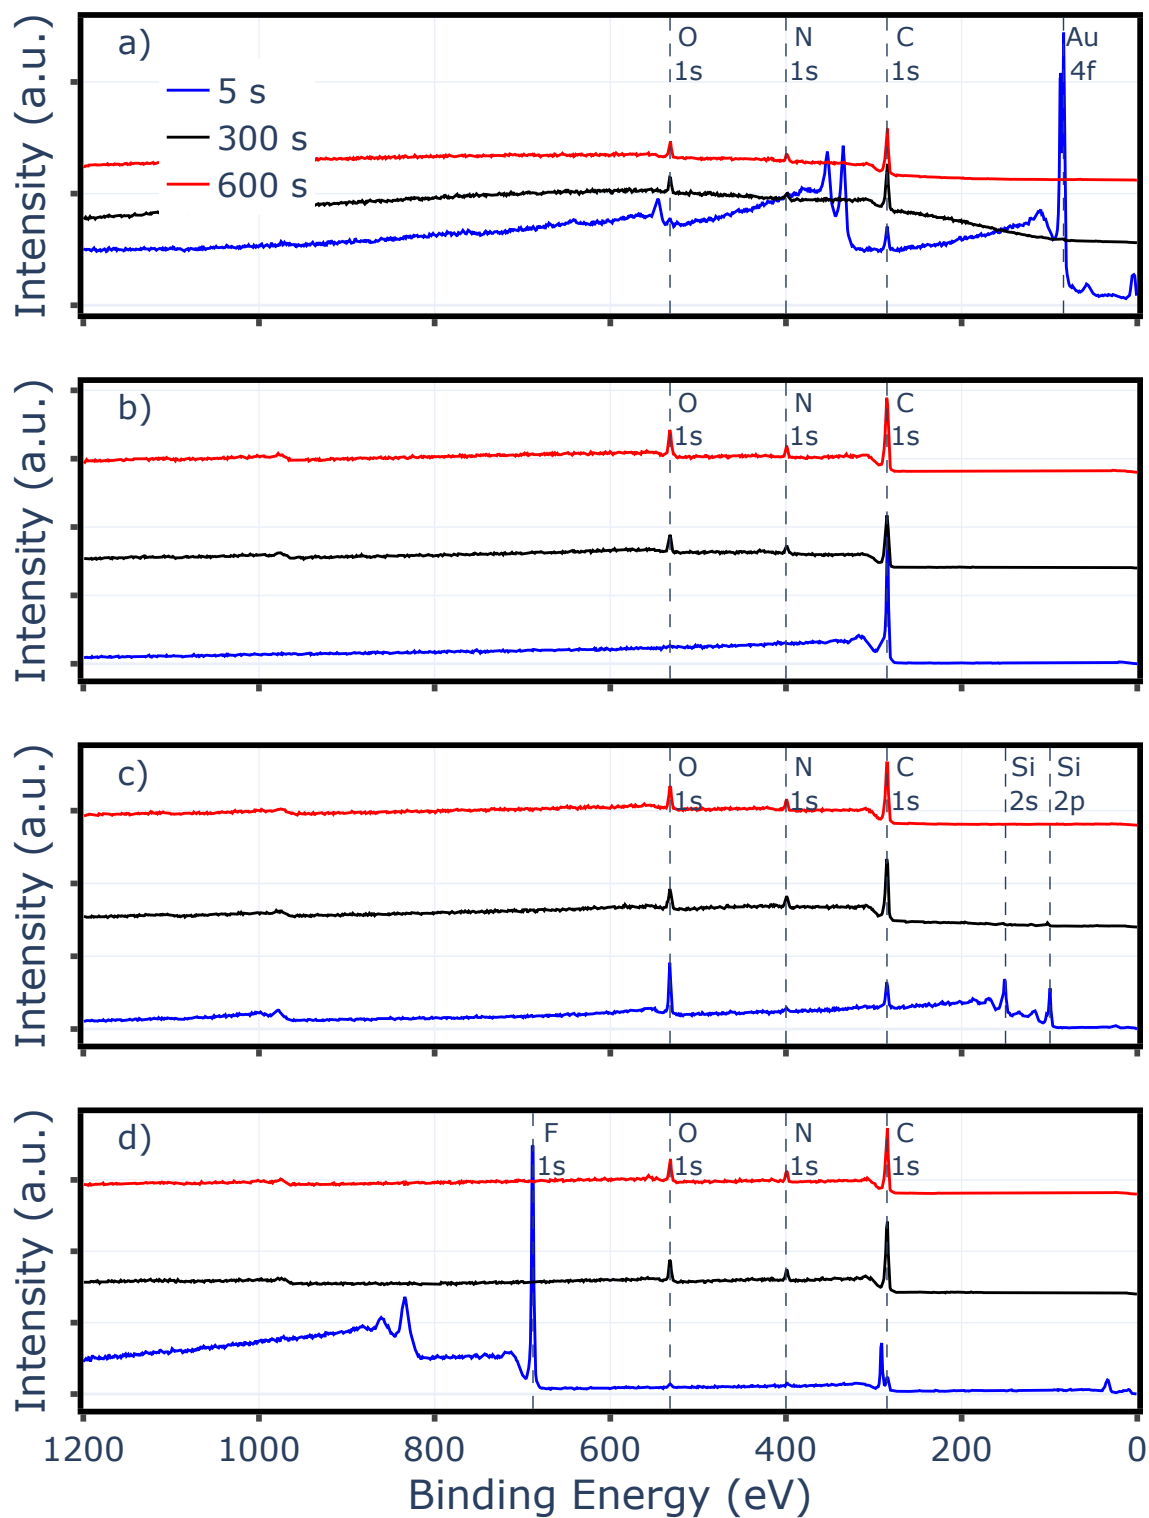 Intensity (a.u.)
a)
O
1s
N
1s
C
1s
Au
4f
5 s
300 s
600 s
Intensity (a.u.)
b)
O
1s
N
1s
C
1s
Intensity (a.u.)
c)
O
1s
N
1s
C
1s
Si
2s
Si
2p
Intensity (a.u.)
d)
F
1s
O
1s
N
1s
C
1s
1200 1000 800 600 400 200 0
Binding Energy (eV)